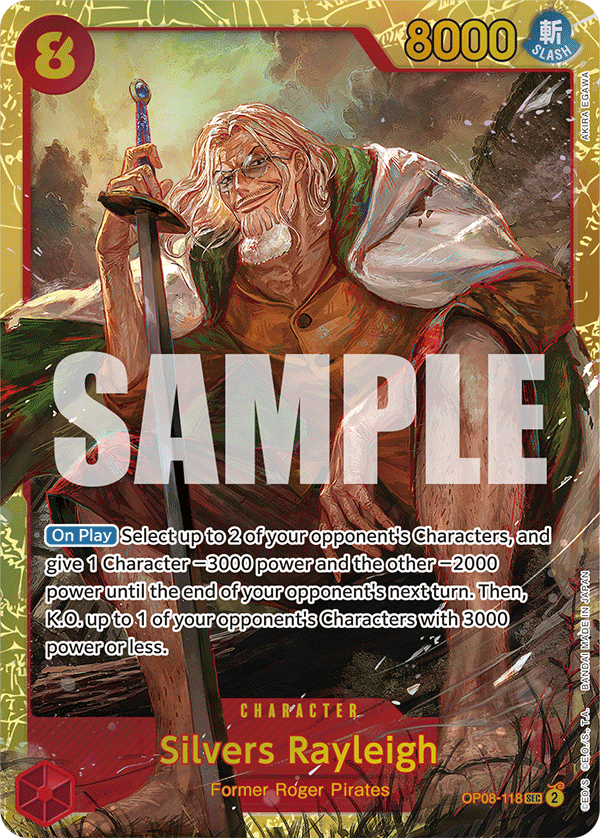 8
8000
斬
SLASH
AKIRA EGAWA
SAMPLE
On Play Select up to 2 of your opponent's Characters, and
give 1 Character −3000 power and the other −2000
power until the end of your opponent's next turn. Then,
K.O. up to 1 of your opponent's Characters with 3000
power or less.
CHARACTER
Silvers Rayleigh
Former Roger Pirates
OP08-118 SEC 2
©E.O/S ©E.O./S., T.A. BANDAI MADE IN JAPAN